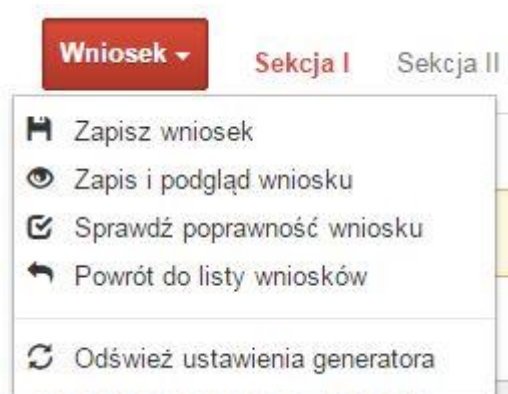 Wniosek
Sekcja I
Sekcja II
Zapisz wniosek
Zapis i podgląd wniosku
Sprawdź poprawność wniosku
Powrót do listy wniosków
Odśwież ustawienia generatora